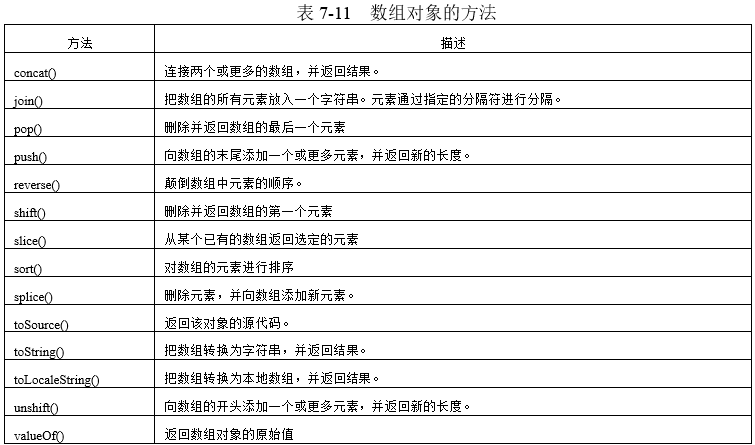 表 7-11 数组对象的方法
方法 描述
concat() 连接两个或更多的数组，并返回结果。
join() 把数组的所有元素放入一个字符串。元素通过指定的分隔符进行分隔。
pop() 删除并返回数组的最后一个元素
push() 向数组的末尾添加一个或更多元素，并返回新的长度。
reverse() 颠倒数组中元素的顺序。
shift() 删除并返回数组的第一个元素
slice() 从某个已有的数组返回选定的元素
sort() 对数组的元素进行排序
splice() 删除元素，并向数组添加新元素。
toSource() 返回该对象的源代码。
toString() 把数组转换为字符串，并返回结果。
toLocaleString() 把数组转换为本地数组，并返回结果。
unshift() 向数组的开头添加一个或更多元素，并返回新的长度。
valueOf() 返回数组对象的原始值